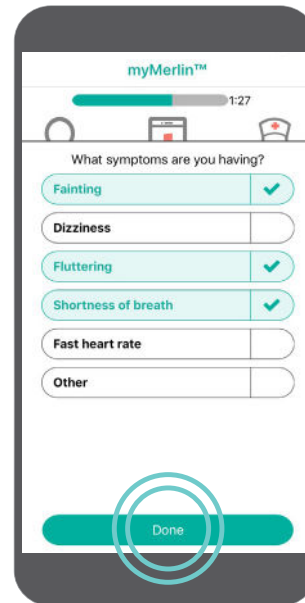 myMerlin™
1:27
What symptoms are you having?
Fainting
Dizziness
Fluttering
Shortness of breath
Fast heart rate
Other
Done